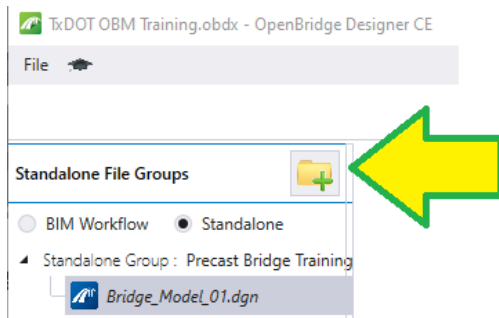 TxDOT OBM Training.obdx - OpenBridge Designer CE
File
Standalone File Groups
BIM Workflow Standalone
Standalone Group : Precast Bridge Training
Bridge_Model_01.dgn